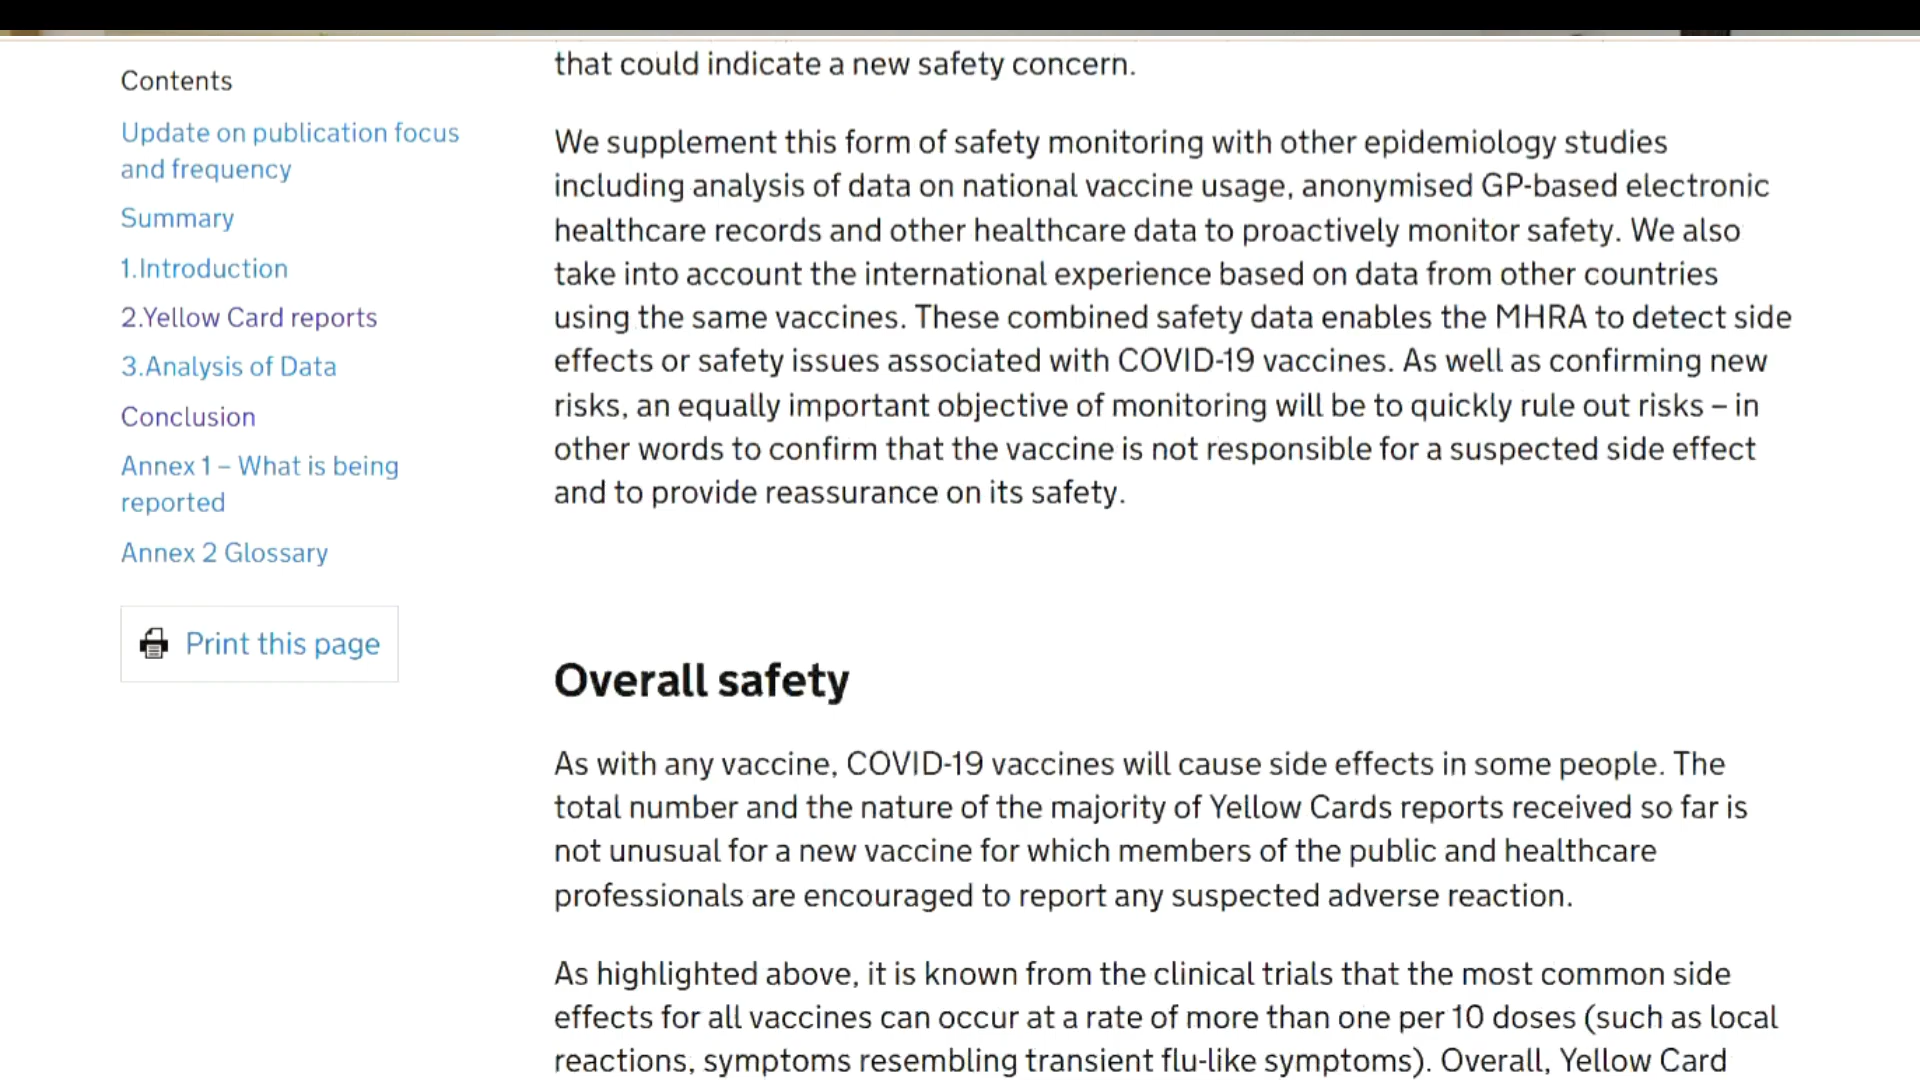 Contents
Update on publication focus
and frequency
Summary
1.Introduction
2.Yellow Card reports
3.Analysis of Data
Conclusion
Annex 1 – What is being
reported
Annex 2 Glossary
Print this page
that could indicate a new safety concern.
We supplement this form of safety monitoring with other epidemiology studies
including analysis of data on national vaccine usage, anonymised GP-based electronic
healthcare records and other healthcare data to proactively monitor safety. We also
take into account the international experience based on data from other countries
using the same vaccines. These combined safety data enables the MHRA to detect side
effects or safety issues associated with COVID-19 vaccines. As well as confirming new
risks, an equally important objective of monitoring will be to quickly rule out risks – in
other words to confirm that the vaccine is not responsible for a suspected side effect
and to provide reassurance on its safety.
Overall safety
As with any vaccine, COVID-19 vaccines will cause side effects in some people. The
total number and the nature of the majority of Yellow Cards reports received so far is
not unusual for a new vaccine for which members of the public and healthcare
professionals are encouraged to report any suspected adverse reaction.
As highlighted above, it is known from the clinical trials that the most common side
effects for all vaccines can occur at a rate of more than one per 10 doses (such as local
reactions, symptoms resembling transient flu-like symptoms). Overall, Yellow Card